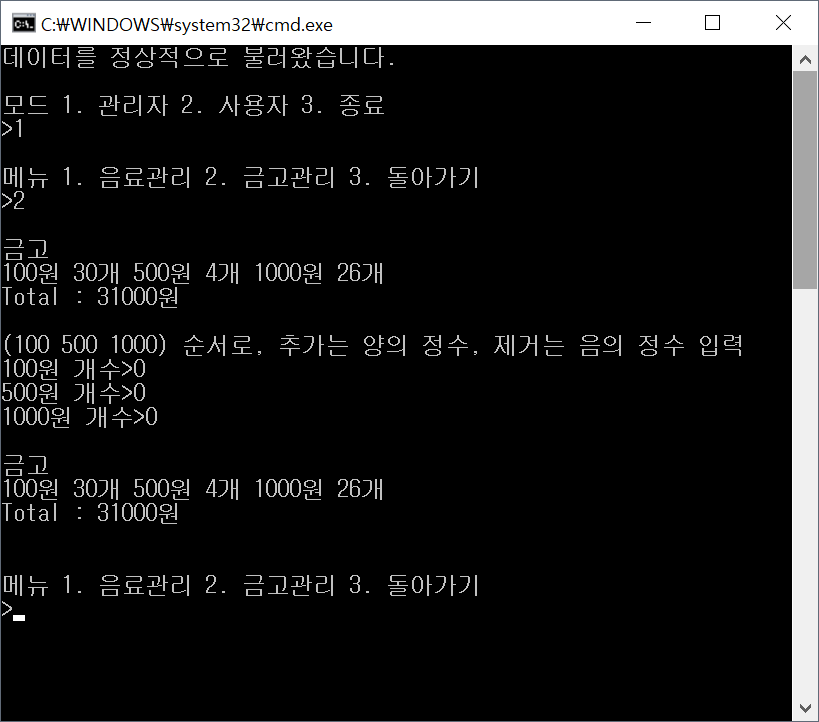 C:\WINDOWS\system32\cmd.exe
데이터를 정상적으로 불러왔습니다.
모드 1. 관리자 2. 사용자 3. 종료
>1
메뉴 1. 음료관리 2. 금고관리 3. 돌아가기
>2
금고
100원 30개 500원 4개 1000원 26개
Total : 31000원
(100 500 1000) 순서로, 추가는 양의 정수, 제거는 음의 정수 입력
100원 개수>0
500원 개수>0
1000원 개수>0
금고
100원 30개 500원 4개 1000원 26개
Total : 31000원
메뉴 1. 음료관리 2. 금고관리 3. 돌아가기
>